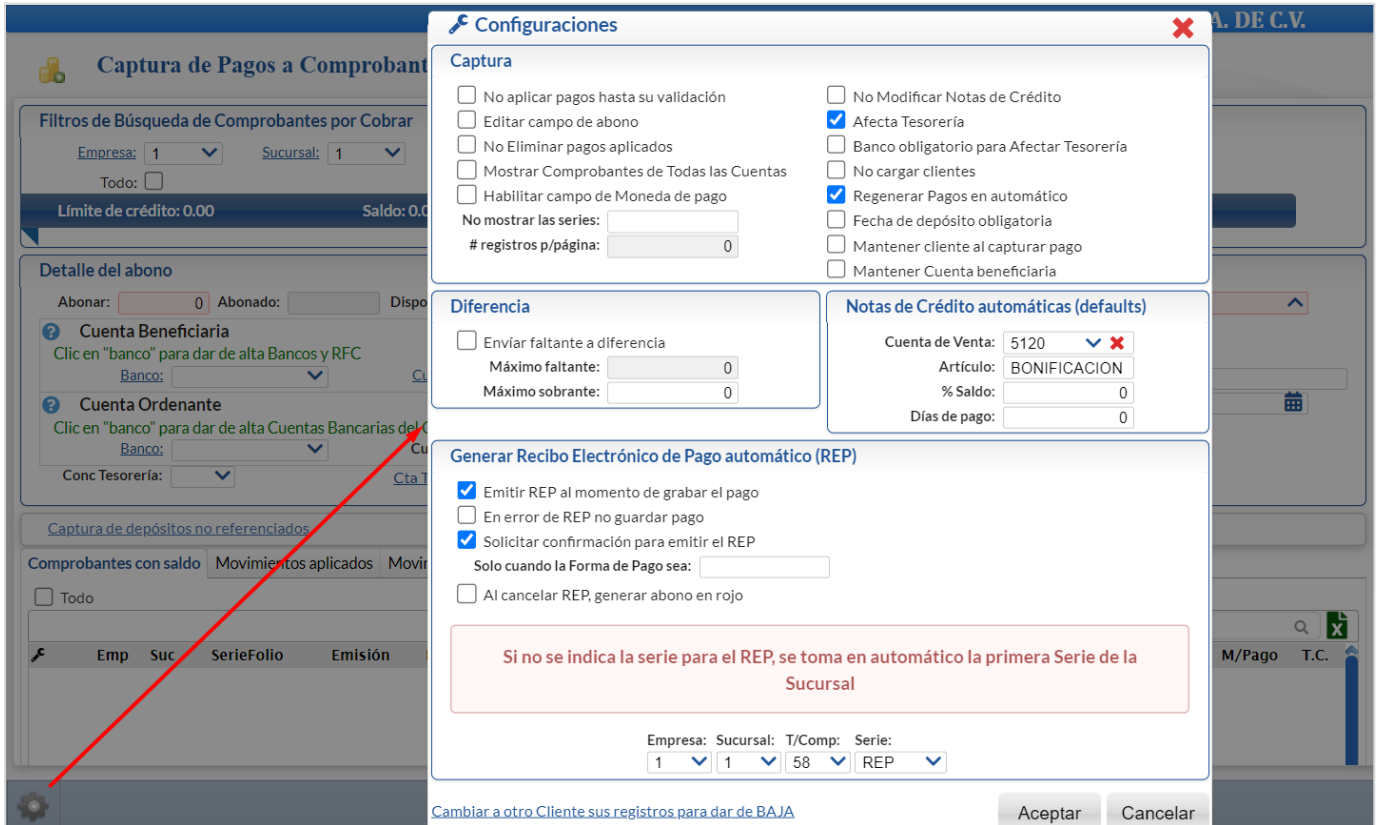 A. DE C.V.
Captura de Pagos a Comprobant
Filtros de Búsqueda de Comprobantes por Cobrar
Empresa: 1 Sucursal: 1
Todo:
Límite de crédito: 0.00 Saldo: 0.0
Detalle del abono
Abonar: 0 Abonado: Dispo
Cuenta Beneficiaria
Clic en "banco" para dar de alta Bancos y RFC
Banco: Cu
Cuenta Ordenante
Clic en "banco" para dar de alta Cuentas Bancarias del C
Banco: Cu
Conc Tesorería: Cta T
Captura de depósitos no referenciados
Comprobantes con saldo Movimientos aplicados Movi
Todo
Emp Suc SerieFolio Emisión M/Pago T.C.
Configuraciones
Captura
No aplicar pagos hasta su validación
Editar campo de abono
No Eliminar pagos aplicados
Mostrar Comprobantes de Todas las Cuentas
Habilitar campo de Moneda de pago
No mostrar las series:
# registros p/página: 0
No Modificar Notas de Crédito
Afecta Tesorería
Banco obligatorio para Afectar Tesorería
No cargar clientes
Regenerar Pagos en automático
Fecha de depósito obligatoria
Mantener cliente al capturar pago
Mantener Cuenta beneficiaria
Diferencia
Envíar faltante a diferencia
Máximo faltante: 0
Máximo sobrante: 0
Notas de Crédito automáticas (defaults)
Cuenta de Venta: 5120
Artículo: BONIFICACION
% Saldo: 0
Días de pago: 0
Generar Recibo Electrónico de Pago automático (REP)
Emitir REP al momento de grabar el pago
En error de REP no guardar pago
Solicitar confirmación para emitir el REP
Solo cuando la Forma de Pago sea:
Al cancelar REP, generar abono en rojo
Si no se indica la serie para el REP, se toma en automático la primera Serie de la
Sucursal
Empresa: Sucursal: T/Comp: Serie:
1 1 58 REP
Cambiar a otro Cliente sus registros para dar de BAJA
Aceptar Cancelar